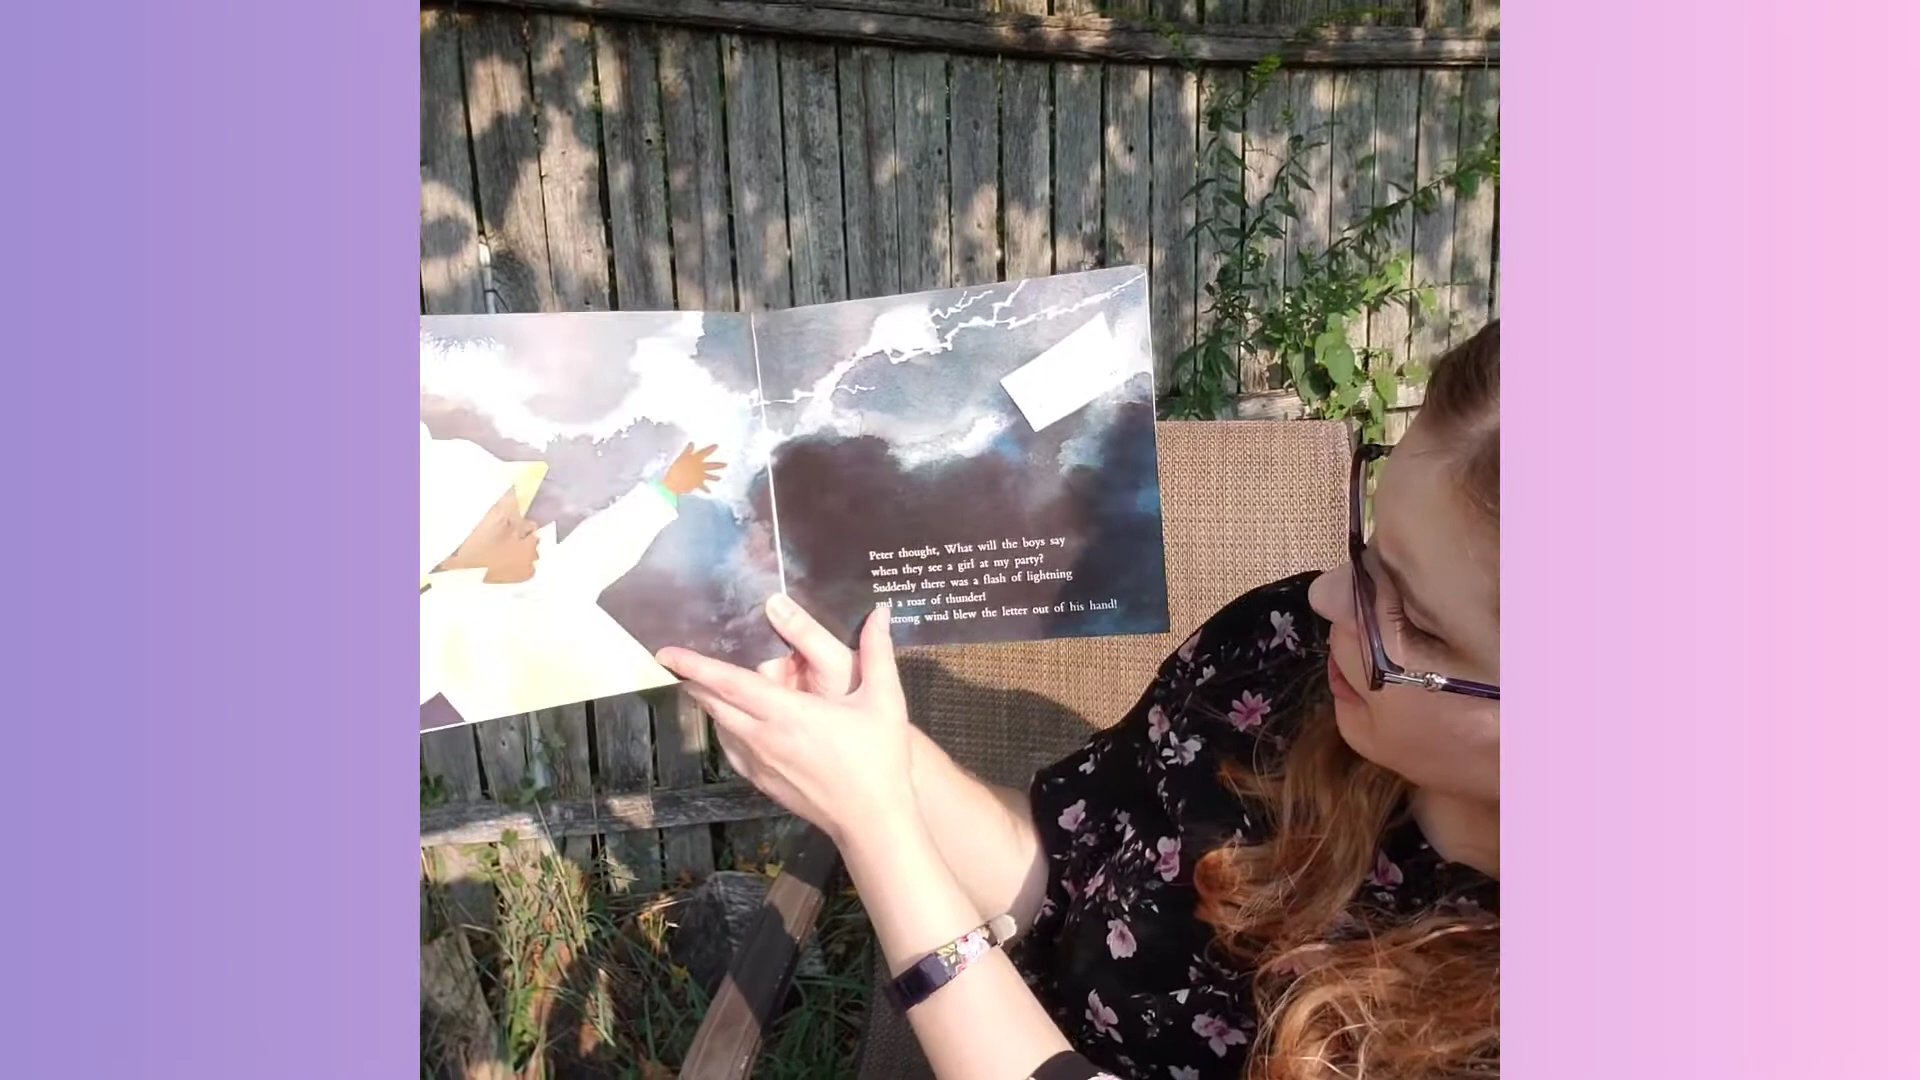 Peter thought, What will the boys say
when they see a girl at my party?
Suddenly there was a flash of lightning
and a roar of thunder!
strong wind blew the letter out of his hand!